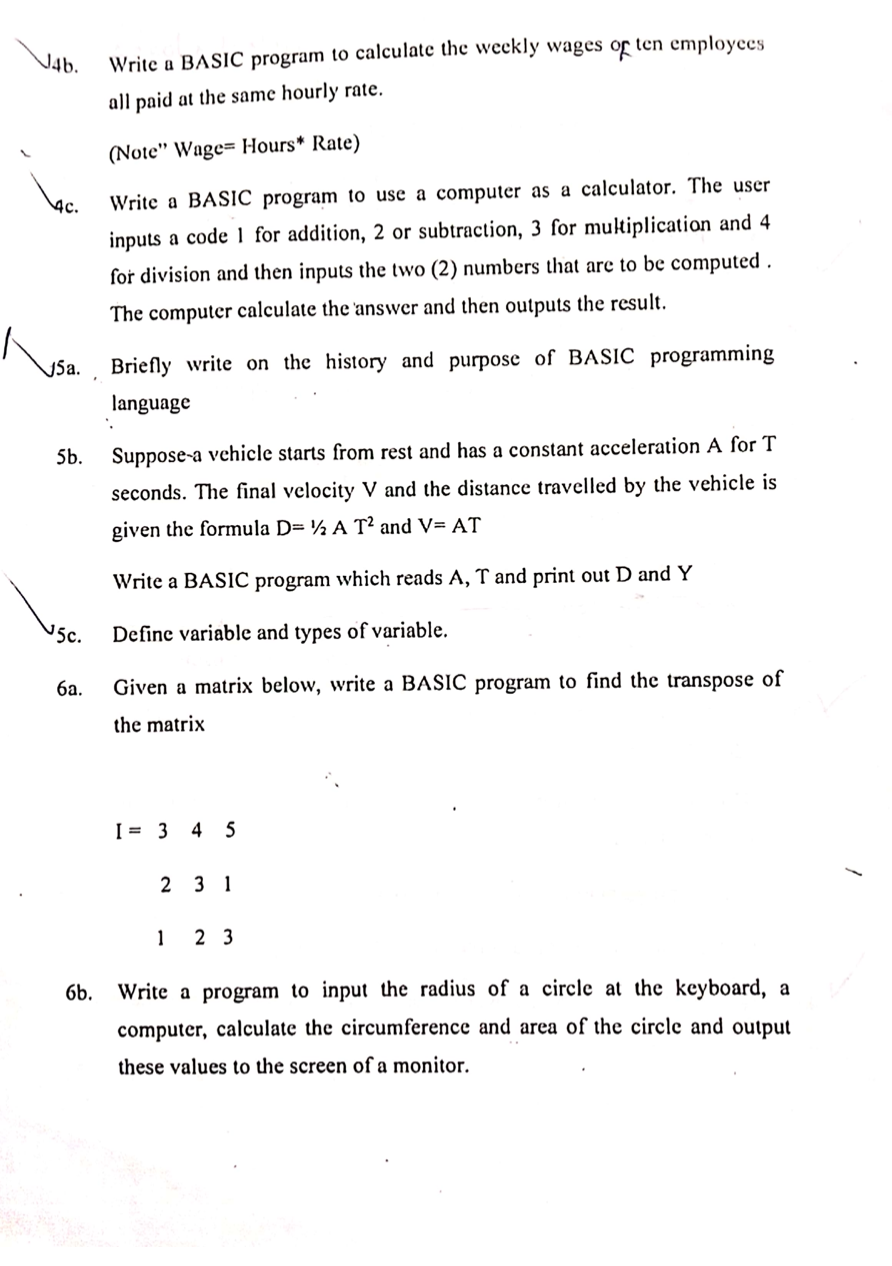 4b. Write a BASIC program to calculate the weekly wages of ten employees
all paid at the same hourly rate.
(Note" Wage= Hours* Rate)
4c. Write a BASIC program to use a computer as a calculator. The user
inputs a code 1 for addition, 2 or subtraction, 3 for multiplication and 4
for division and then inputs the two (2) numbers that are to be computed .
The computer calculate the answer and then outputs the result.
5a. Briefly write on the history and purpose of BASIC programming
language
5b. Suppose-a vehicle starts from rest and has a constant acceleration A for T
seconds. The final velocity V and the distance travelled by the vehicle is
given the formula D= ½ A T² and V= AT
Write a BASIC program which reads A, T and print out D and Y
5c. Define variable and types of variable.
6a. Given a matrix below, write a BASIC program to find the transpose of
the matrix
I = 3 4 5
2 3 1
1 2 3
6b. Write a program to input the radius of a circle at the keyboard, a
computer, calculate the circumference and area of the circle and output
these values to the screen of a monitor.